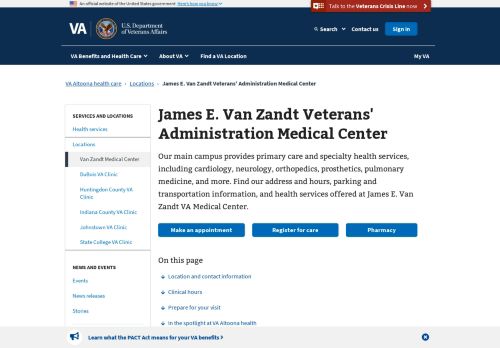 An official website of the United States government Here's how you know
Talk to the Veterans Crisis Line now
VA
U.S. Department
of Veterans Affairs
Search
Contact us
Sign in
VA Benefits and Health Care
About VA
Find a VA Location
My VA
VA Altoona health care
Locations
James E. Van Zandt Veterans' Administration Medical Center
SERVICES AND LOCATIONS
Health services
Locations
Van Zandt Medical Center
DuBois VA Clinic
Huntingdon County VA
Clinic
Indiana County VA Clinic
Johnstown VA Clinic
State College VA Clinic
NEWS AND EVENTS
Events
News releases
Stories
James E. Van Zandt Veterans'
Administration Medical Center
Our main campus provides primary care and specialty health services,
including cardiology, neurology, orthopedics, prosthetics, pulmonary
medicine, and more. Find our address and hours, parking and
transportation information, and health services offered at James E. Van
Zandt VA Medical Center.
Make an appointment
Register for care
Pharmacy
On this page
Location and contact information
Clinical hours
Prepare for your visit
In the spotlight at VA Altoona health
Learn what the PACT Act means for your VA benefits >